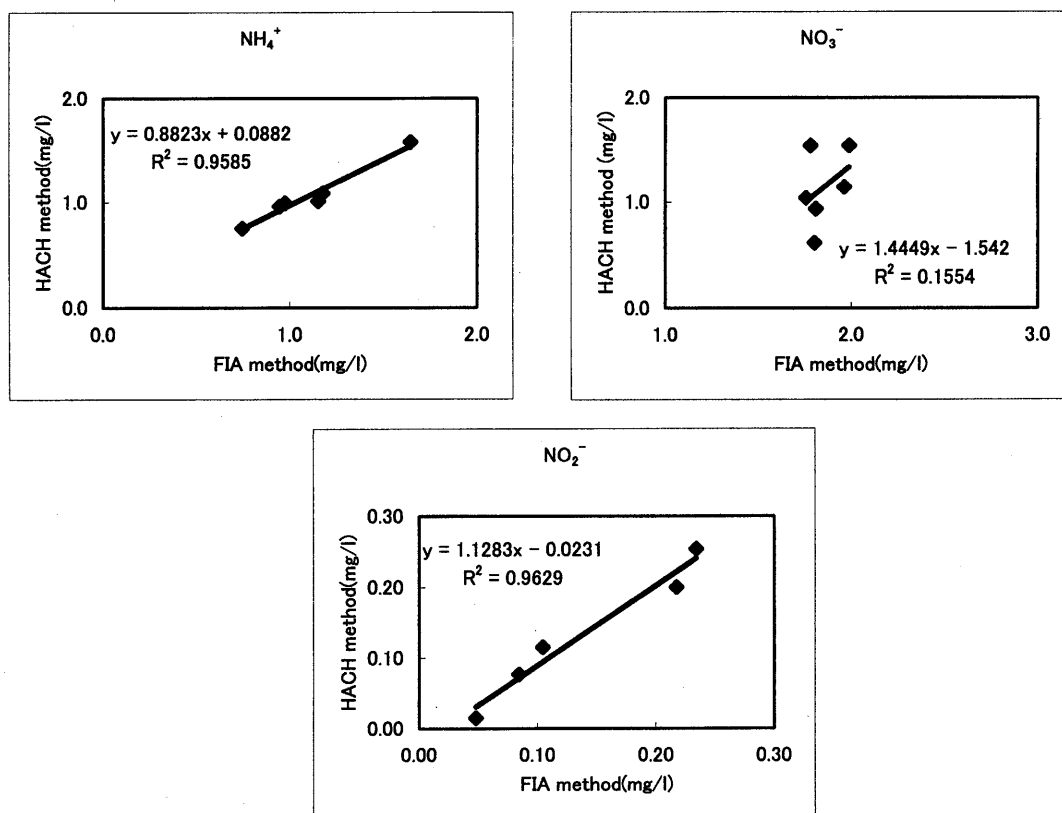 NH₄⁺
2.0
1.0
0.0
HACH method(mg/l)
y = 0.8823x + 0.0882
R² = 0.9585
0.0 1.0 2.0
FIA method(mg/l)
NO₃⁻
2.0
1.0
0.0
HACH method (mg/l)
y = 1.4449x − 1.542
R² = 0.1554
1.0 2.0 3.0
FIA method(mg/l)
NO₂⁻
0.30
0.20
0.10
0.00
HACH method(mg/l)
y = 1.1283x − 0.0231
R² = 0.9629
0.00 0.10 0.20 0.30
FIA method(mg/l)